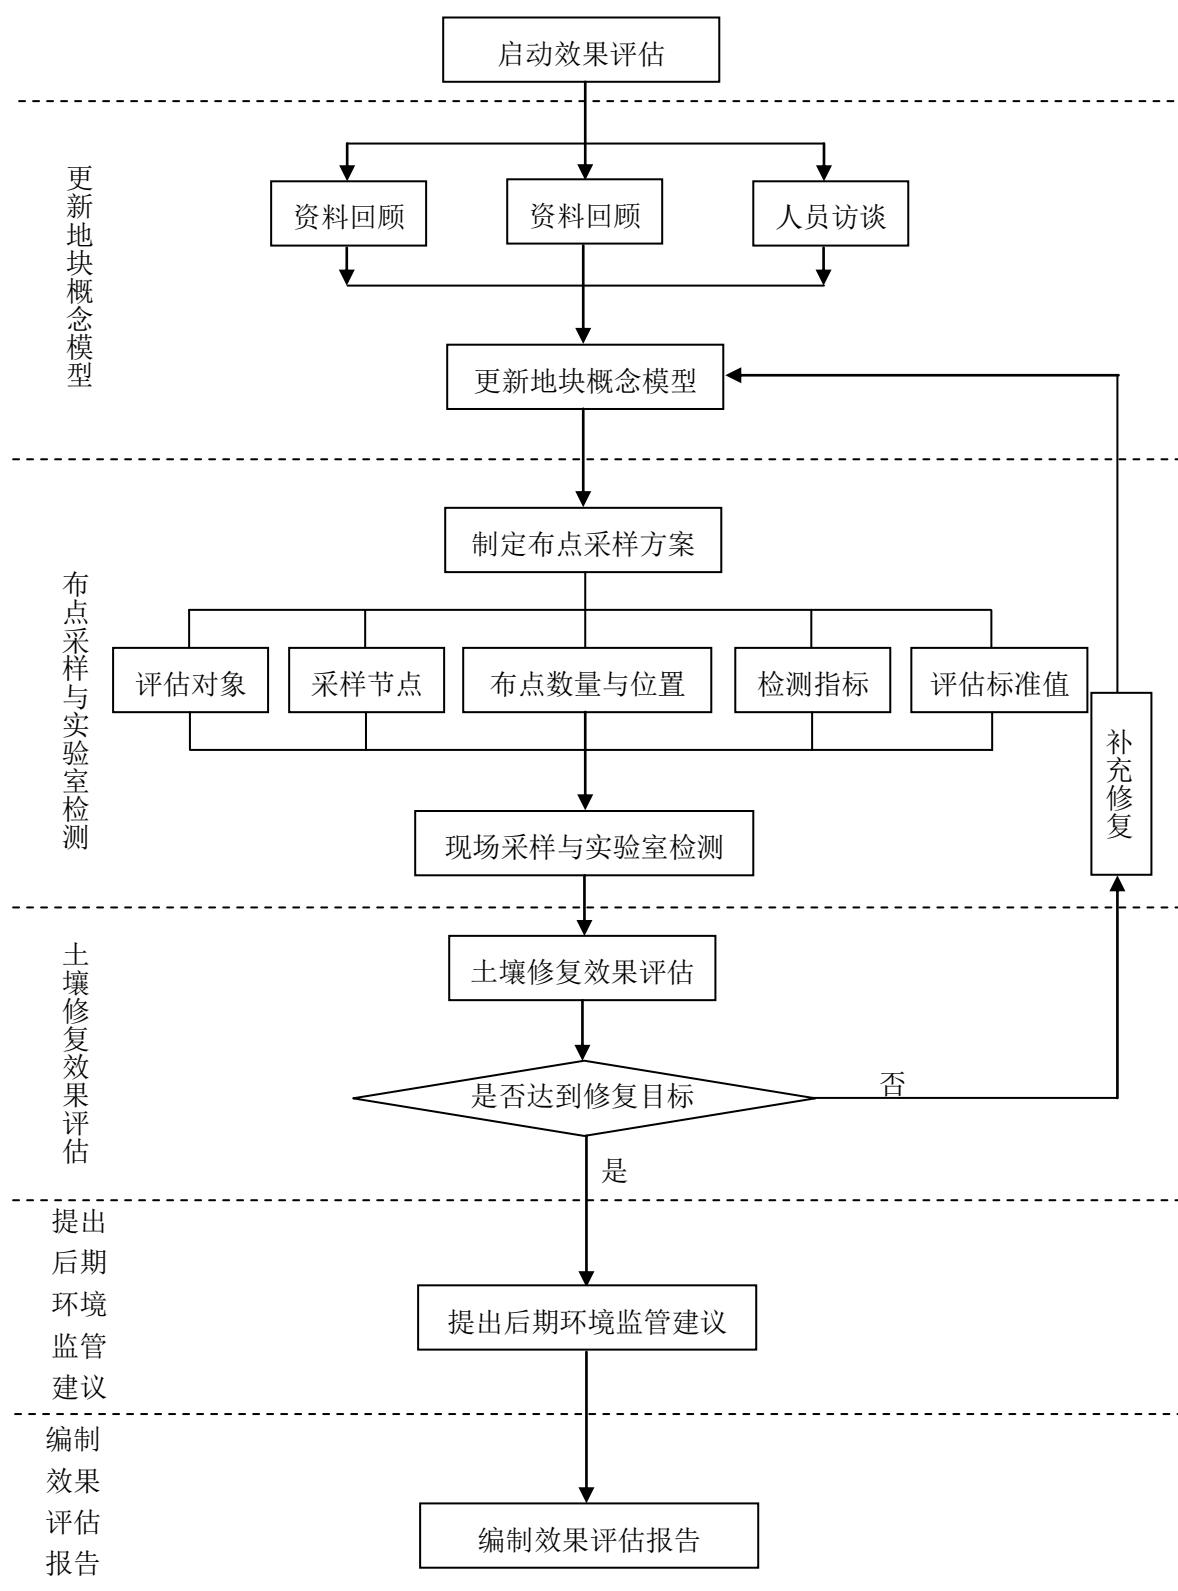 启动效果评估
更新地块概念模型
资料回顾
资料回顾
人员访谈
更新地块概念模型
布点采样与实验室检测
制定布点采样方案
评估对象
采样节点
布点数量与位置
检测指标
评估标准值
补充修复
现场采样与实验室检测
土壤修复效果评估
土壤修复效果评估
是否达到修复目标
否
是
提出
后期
环境
监管
建议
提出后期环境监管建议
编制
效果
评估
报告
编制效果评估报告